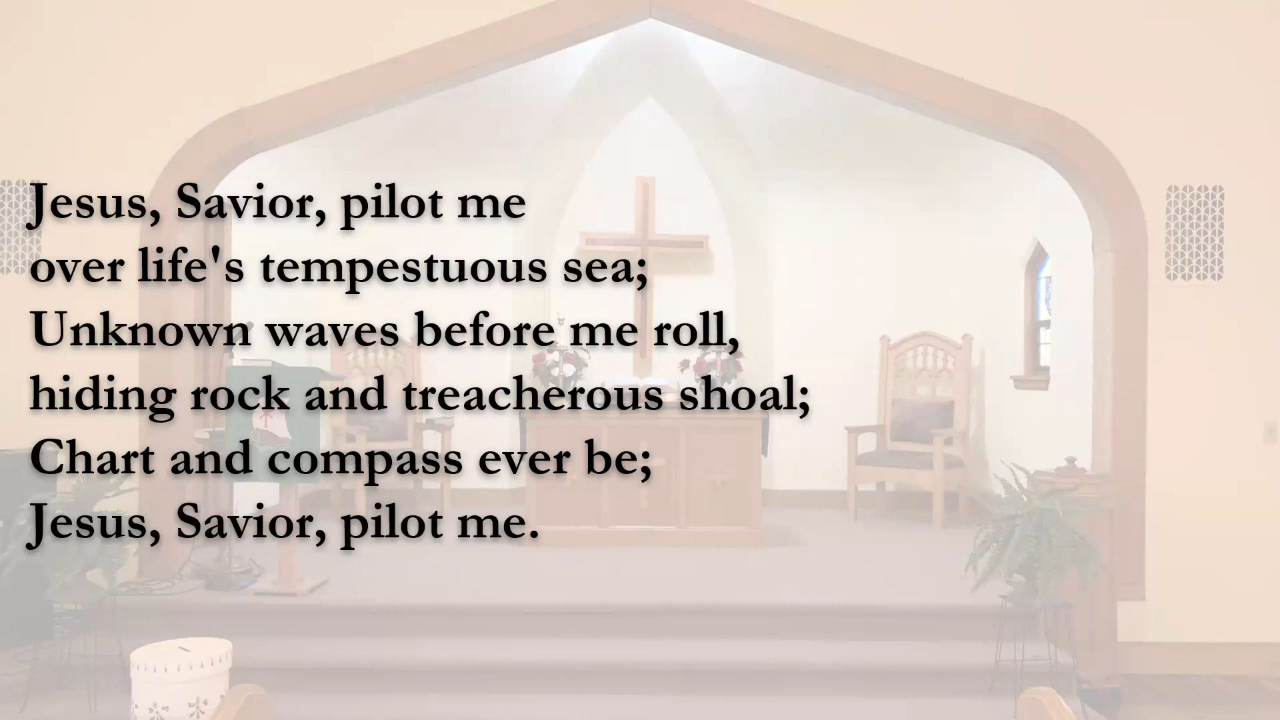 Jesus, Savior, pilot me
over life's tempestuous sea;
Unknown waves before me roll,
hiding rock and treacherous shoal;
Chart and compass ever be;
Jesus, Savior, pilot me.